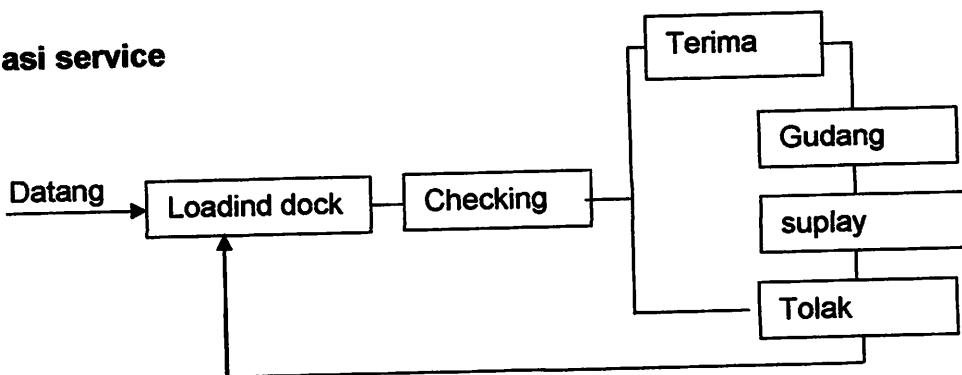 asi service
Terima
Gudang
Datang
Loadind dock
Checking
suplay
Tolak